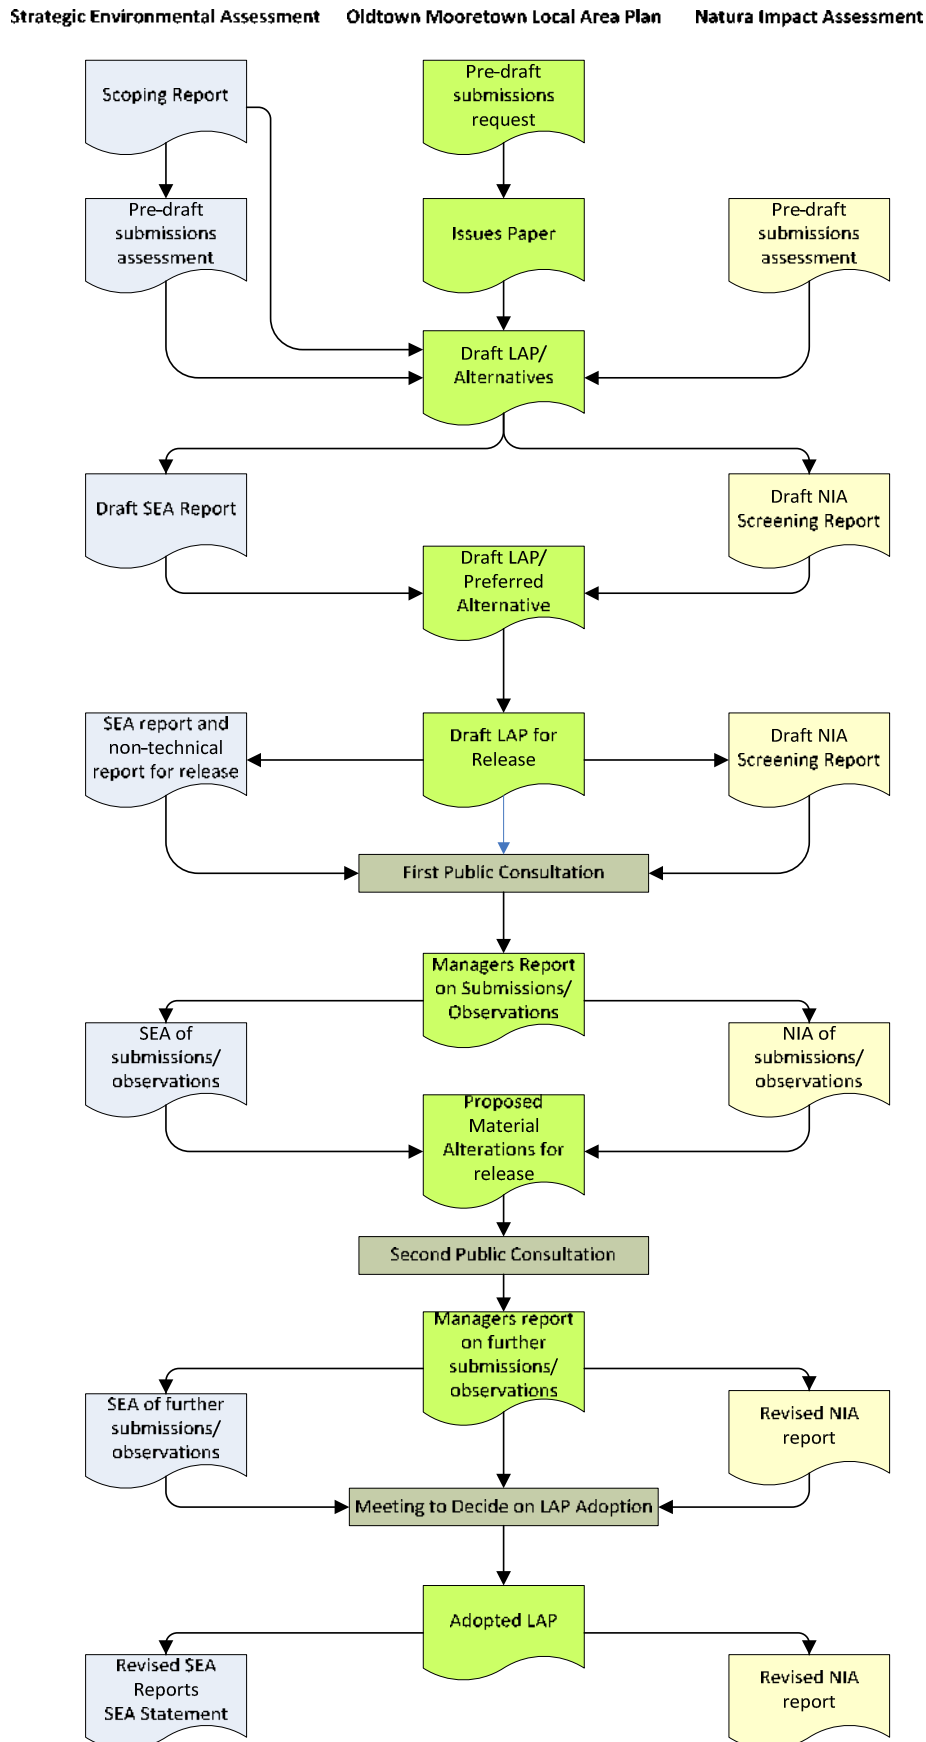 Strategic Environmental Assessment
Oldtown Mooretown Local Area Plan
Natura Impact Assessment
Scoping Report
Pre-draft
submissions
request
Pre-draft
submissions
assessment
Issues Paper
Pre-draft
submissions
assessment
Draft LAP/
Alternatives
Draft SEA Report
Draft NIA
Screening Report
Draft LAP/
Preferred
Alternative
SEA report and
non-technical
report for release
Draft LAP for
Release
Draft NIA
Screening Report
First Public Consultation
Managers Report
on Submissions/
Observations
SEA of
submissions/
observations
NIA of
submissions/
observations
Proposed
Material
Alterations for
release
Second Public Consultation
Managers report
on further
submissions/
observations
SEA of further
submissions/
observations
Revised NIA
report
Meeting to Decide on LAP Adoption
Adopted LAP
Revised SEA
Reports
SEA Statement
Revised NIA
report